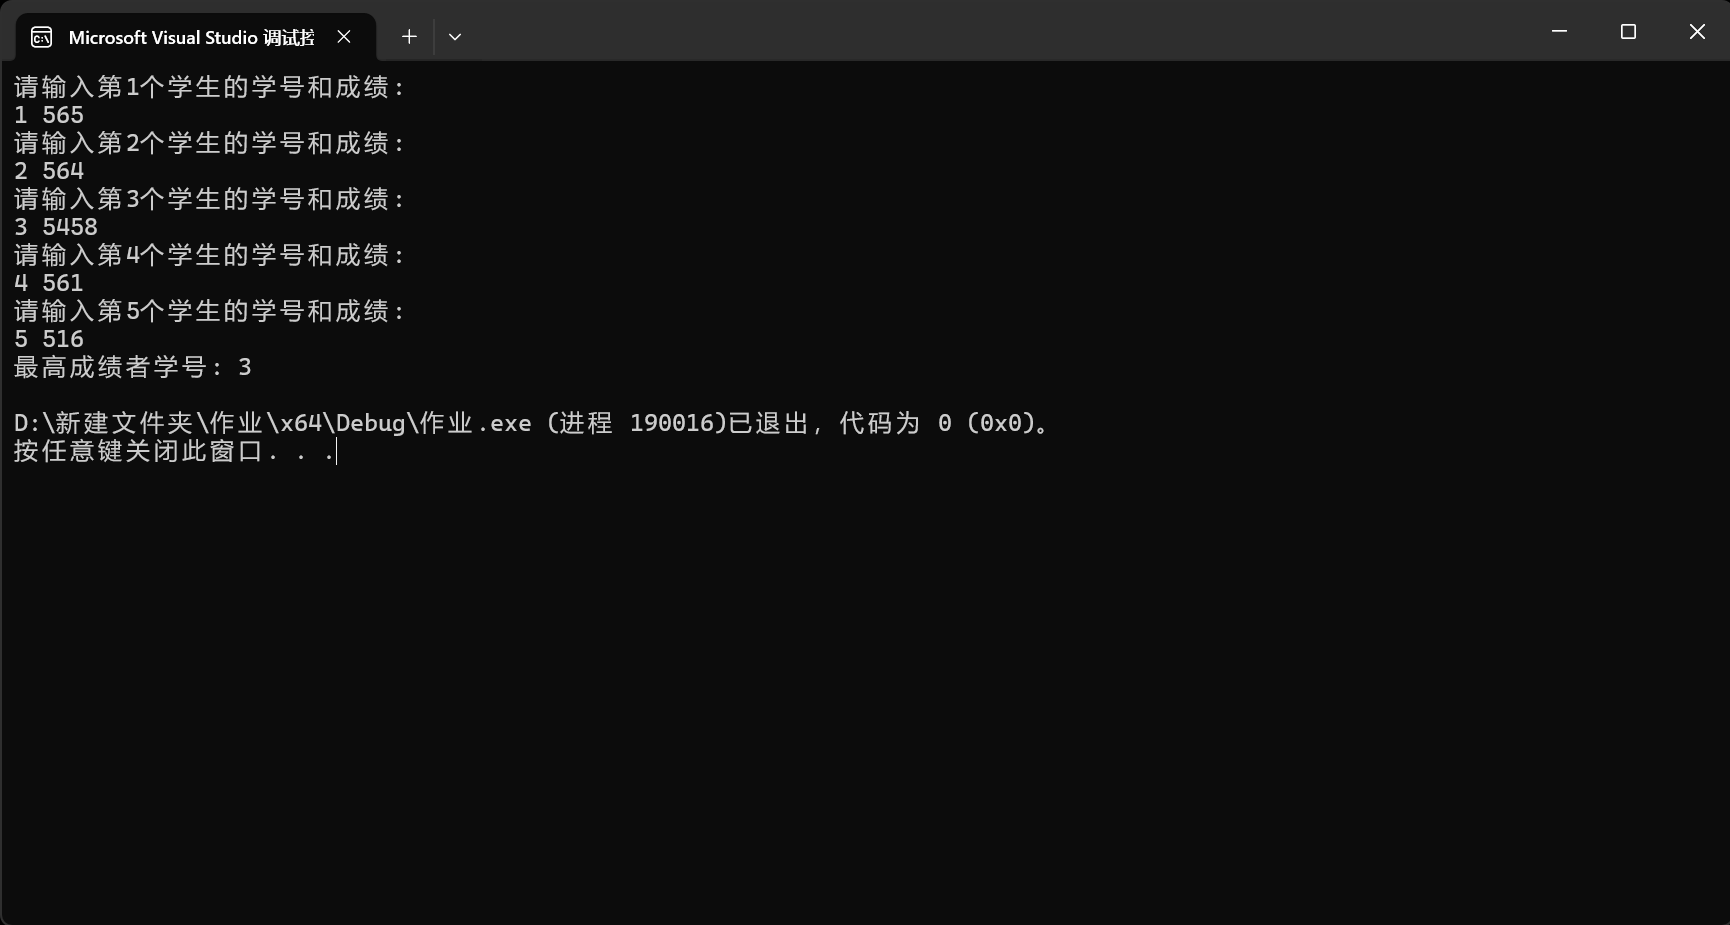 Microsoft Visual Studio 调试控
请输入第1个学生的学号和成绩:
1 565
请输入第2个学生的学号和成绩:
2 564
请输入第3个学生的学号和成绩:
3 5458
请输入第4个学生的学号和成绩:
4 561
请输入第5个学生的学号和成绩:
5 516
最高成绩者学号: 3
D:\新建文件夹\作业\x64\Debug\作业.exe (进程 190016)已退出，代码为 0 (0x0)。
按任意键关闭此窗口. . .